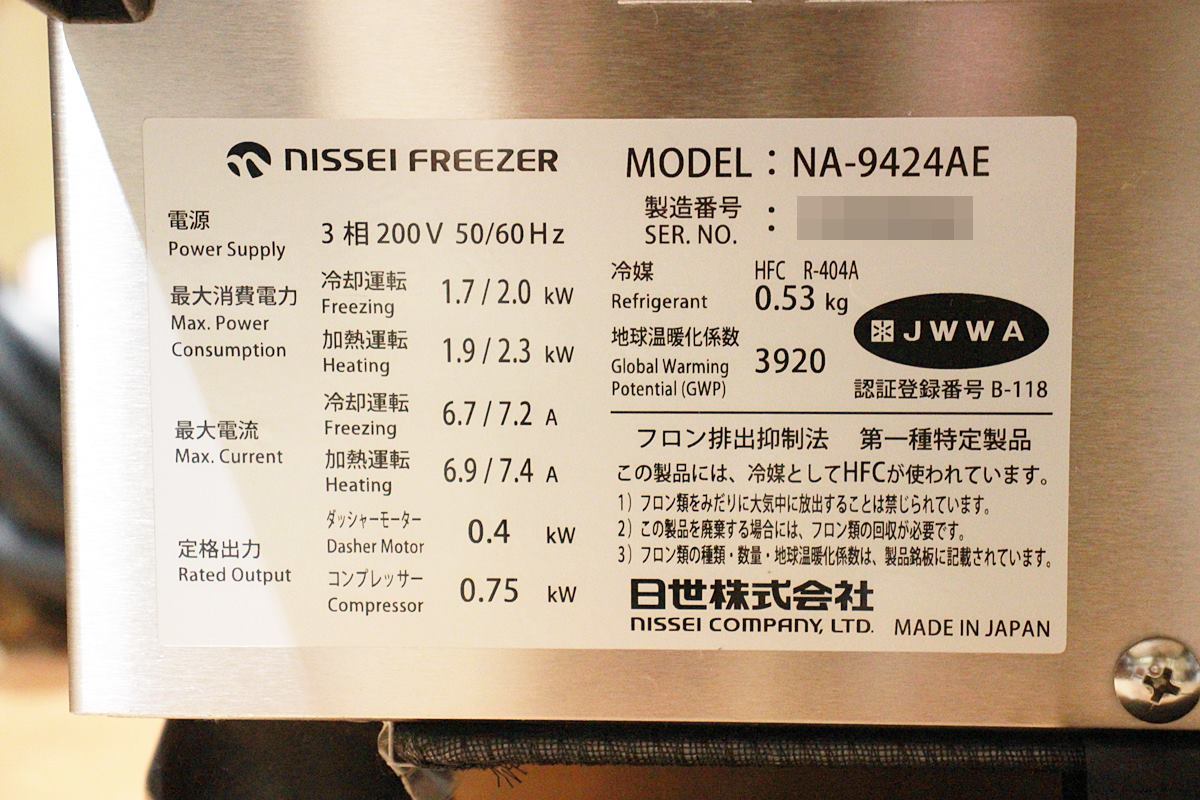 NISSEI FREEZER
MODEL：NA-9424AE
製造番号：
SER. NO.：
電源
Power Supply
3 相 200V 50/60Hz
最大消費電力
Max. Power
Consumption
冷却運転
Freezing
1.7 / 2.0 kW
加熱運転
Heating
1.9 / 2.3 kW
最大電流
Max. Current
冷却運転
Freezing
6.7 / 7.2 A
加熱運転
Heating
6.9 / 7.4 A
定格出力
Rated Output
ダッシャーモーター
Dasher Motor
0.4 kW
コンプレッサー
Compressor
0.75 kW
冷媒
Refrigerant
HFC R-404A
0.53 kg
地球温暖化係数
Global Warming
Potential (GWP)
3920
JWWA
認証登録番号 B-118
フロン排出抑制法 第一種特定製品
この製品には、冷媒としてHFCが使われています。
1）フロン類をみだりに大気中に放出することは禁じられています。
2）この製品を廃棄する場合には、フロン類の回収が必要です。
3）フロン類の種類・数量・地球温暖化係数は、製品銘板に記載されています。
日世株式会社
NISSEI COMPANY, LTD. MADE IN JAPAN